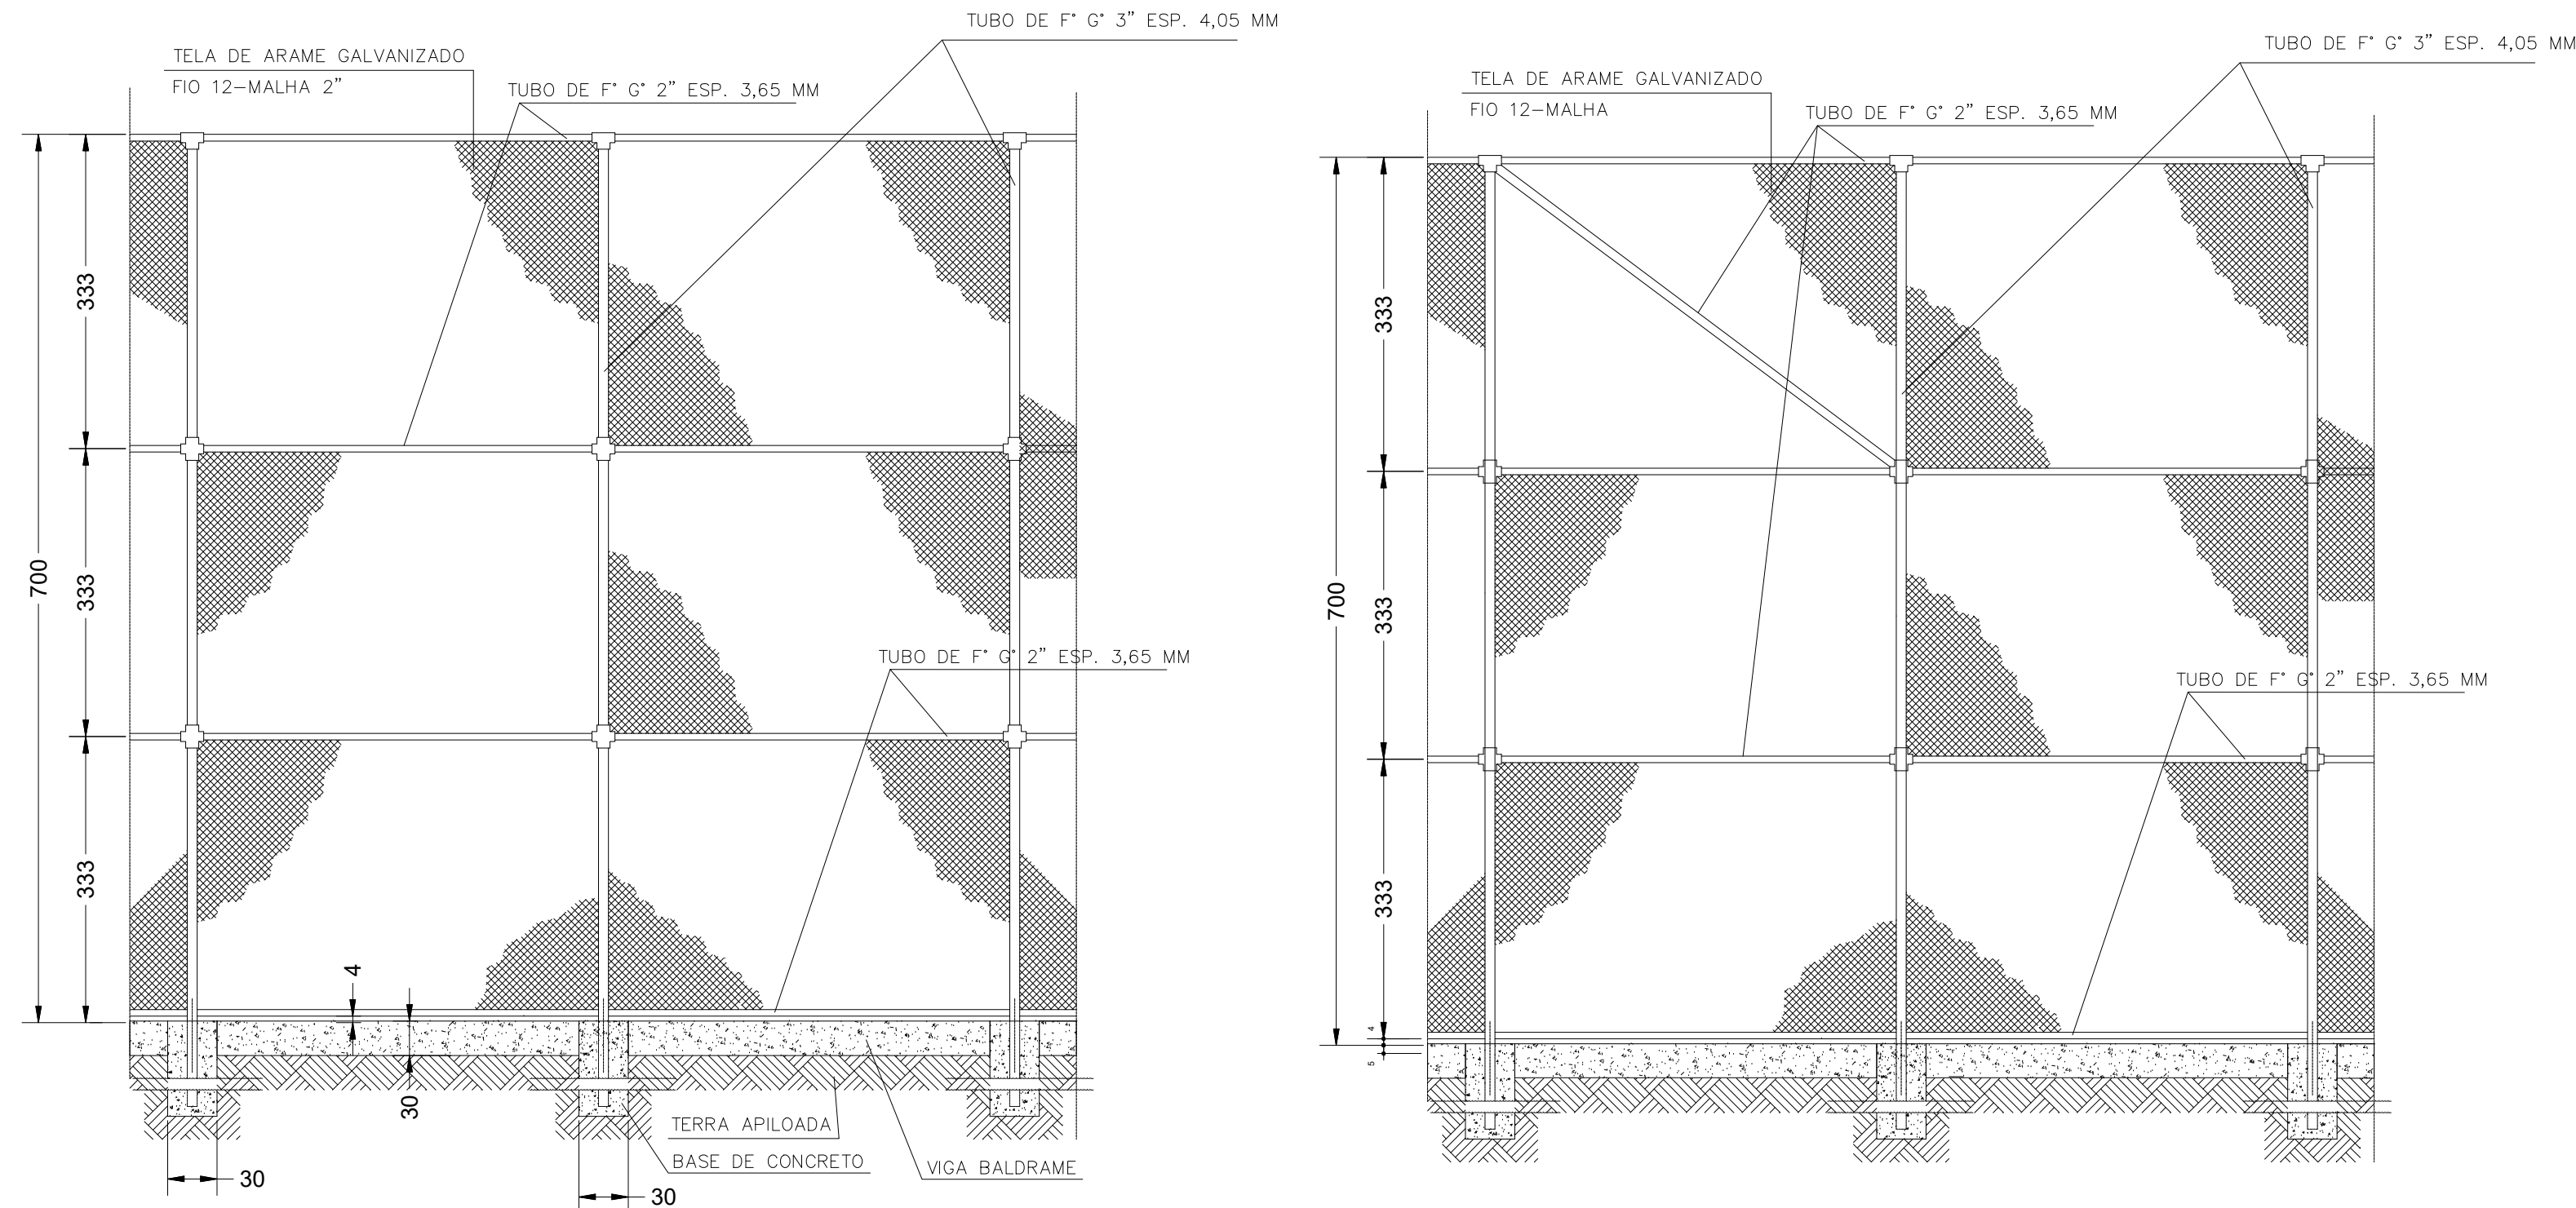 TUBO DE F° G° 3” ESP. 4,05 MM
TELA DE ARAME GALVANIZADO
FIO 12-MALHA 2”
TUBO DE F° G° 2” ESP. 3,65 MM
333
700
333
TUBO DE F° G° 2” ESP. 3,65 MM
333
4
30
TERRA APILOADA
BASE DE CONCRETO
VIGA BALDRAME
30
30
TUBO DE F° G° 3” ESP. 4,05 MM
TELA DE ARAME GALVANIZADO
FIO 12-MALHA
TUBO DE F° G° 2” ESP. 3,65 MM
333
700
333
TUBO DE F° G° 2” ESP. 3,65 MM
333
4
5